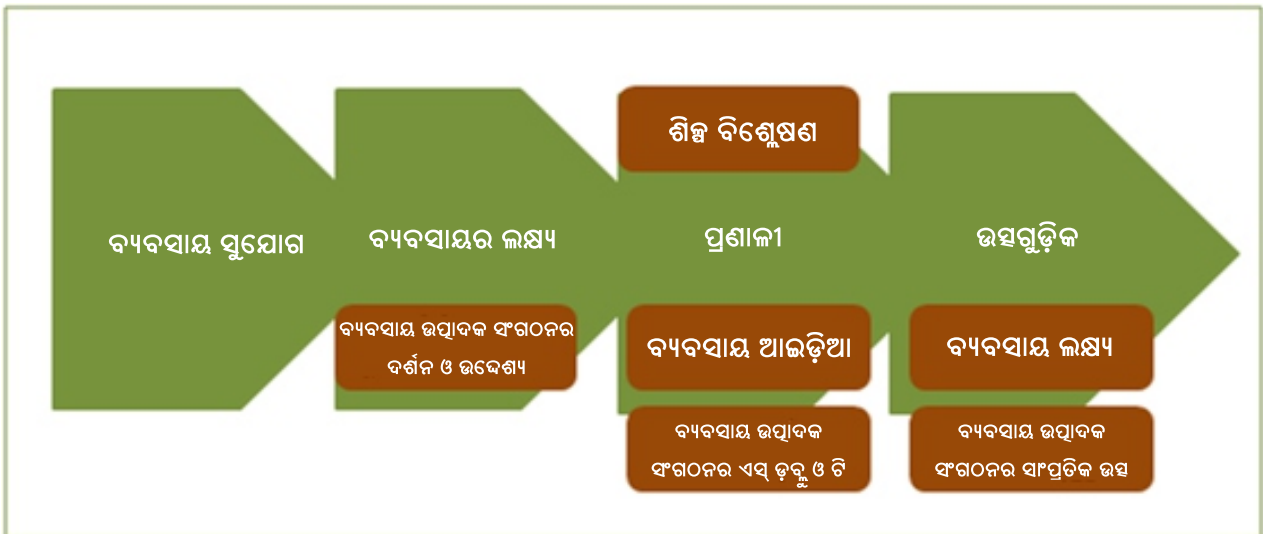 ଶିଳ୍ପ ବିଶ୍ଳେଷଣ
ବ୍ୟବସାୟ ସୁଯୋଗ
ବ୍ୟବସାୟର ଲକ୍ଷ୍ୟ
ପ୍ରଣାଳୀ
ଉତ୍ସଗୁଡ଼ିକ
ବ୍ୟବସାୟ ଉତ୍ପାଦକ ସଂଗଠନର
ଦର୍ଶନ ଓ ଉଦ୍ଦେଶ୍ୟ
ବ୍ୟବସାୟ ଆଇଡ଼ିଆ
ବ୍ୟବସାୟ ଲକ୍ଷ୍ୟ
ବ୍ୟବସାୟ ଉତ୍ପାଦକ
ସଂଗଠନର ଏସ୍ ଡ଼ବ୍ଲୁ ଓ ଟି
ବ୍ୟବସାୟ ଉତ୍ପାଦକ
ସଂଗଠନର ସାଂପ୍ରତିକ ଉତ୍ସ